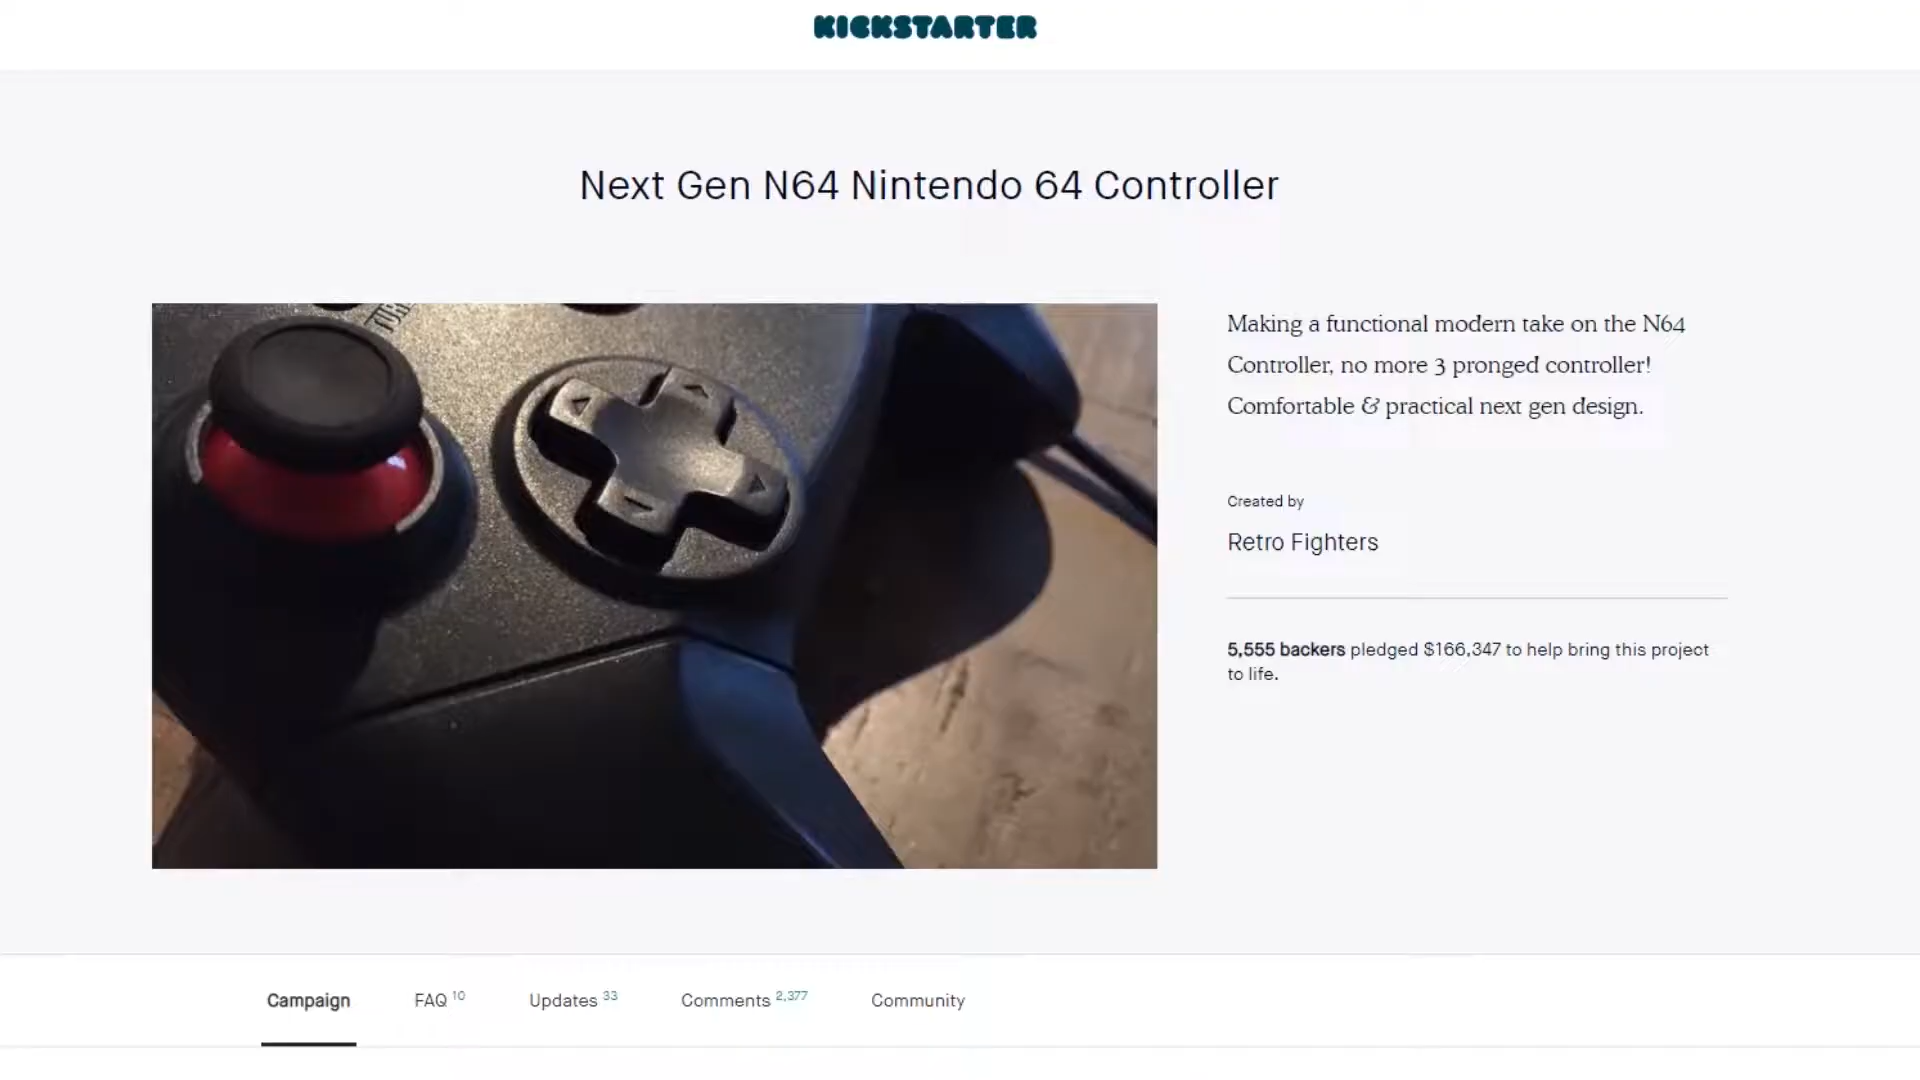 KICKSTARTER
Next Gen N64 Nintendo 64 Controller
Making a functional modern take on the N64
Controller, no more 3 pronged controller!
Comfortable & practical next gen design.
Created by
Retro Fighters
5,555 backers pledged $166,347 to help bring this project
to life.
Campaign FAQ 10 Updates 33 Comments 2,377 Community